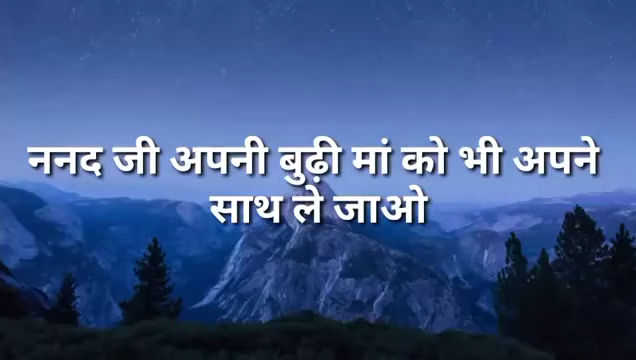 ननद जी अपनी बुढ़ी मां को भी अपने
साथ ले जाओ